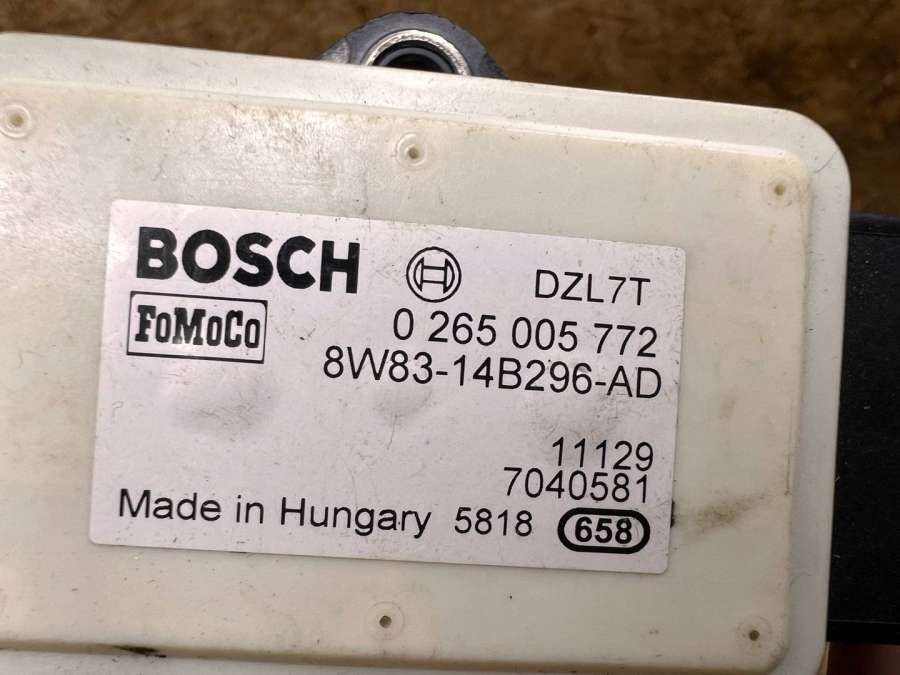 BOSCH DZL7T
FoMoCo 0 265 005 772
8W83-14B296-AD
11129
7040581
Made in Hungary 5818 658